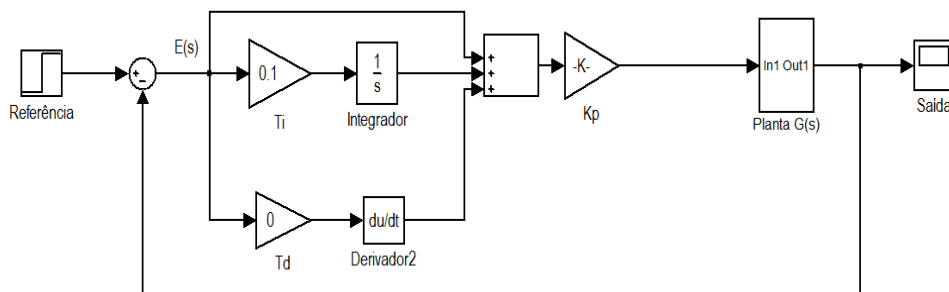 E(s)
Referência
0.1
Ti
1
s
Integrador
0
Td
du/dt
Derivador2
-K-
Kp
In1 Out1
Planta G(s)
Saida